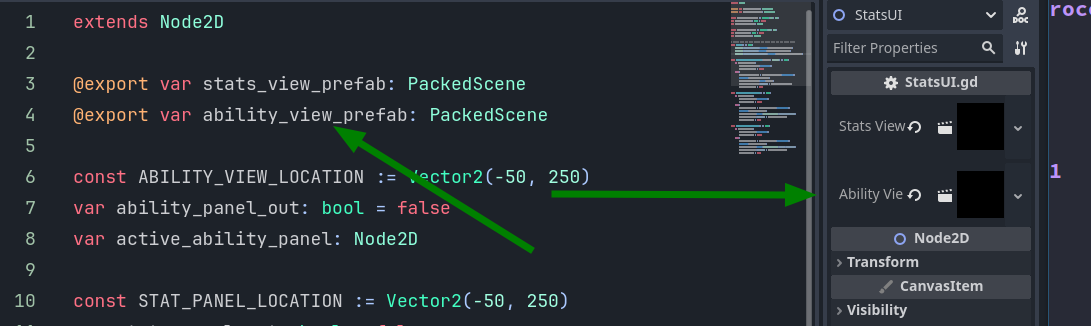 1 extends Node2D
2
3 @export var stats_view_prefab: PackedScene
4 @export var ability_view_prefab: PackedScene
5
6 const ABILITY_VIEW_LOCATION := Vector2(-50, 250)
7 var ability_panel_out: bool = false
8 var active_ability_panel: Node2D
9
10 const STAT_PANEL_LOCATION := Vector2(-50, 250)
StatsUI
DOC
Filter Properties
StatsUI.gd
Stats View
Ability Vie
Node2D
Transform
CanvasItem
Visibility
1